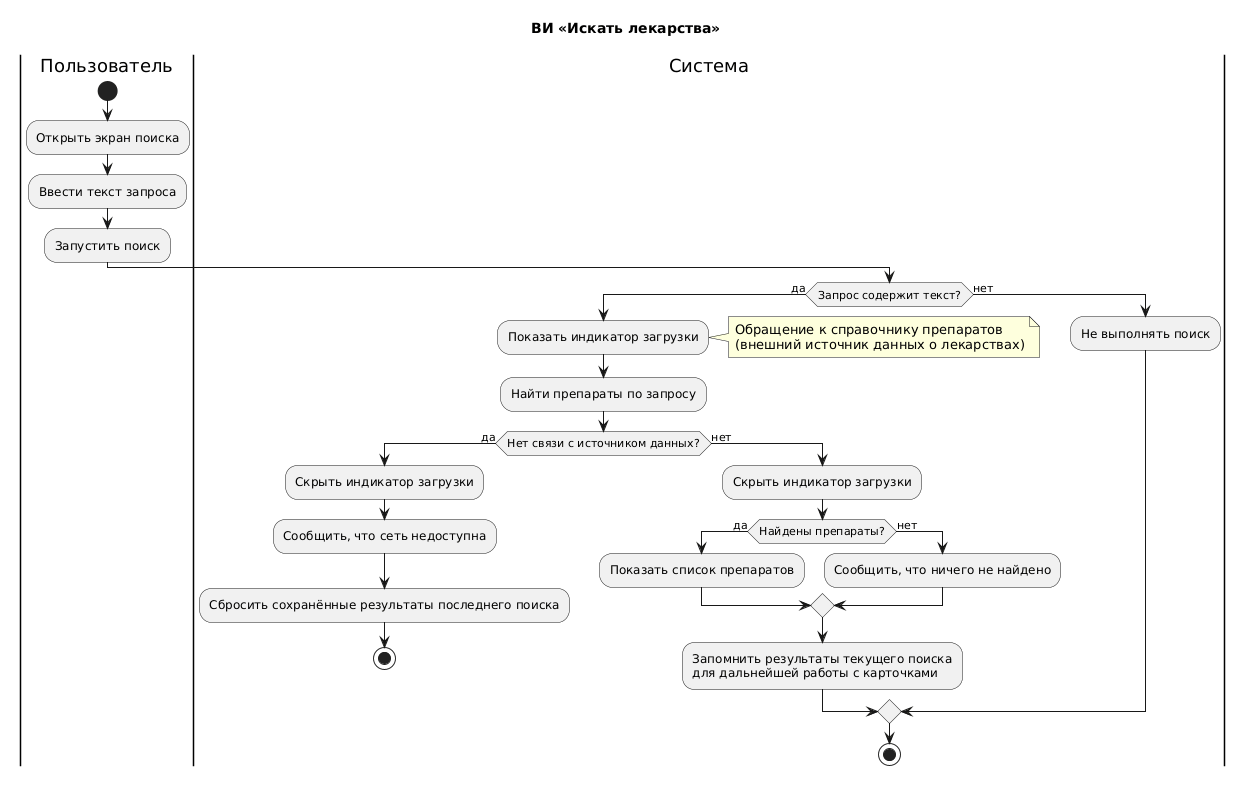 ВИ «Искать лекарства»
Пользователь
Система
Открыть экран поиска
Ввести текст запроса
Запустить поиск
Запрос содержит текст?
да
нет
Показать индикатор загрузки
Обращение к справочнику препаратов
(внешний источник данных о лекарствах)
Не выполнять поиск
Найти препараты по запросу
Нет связи с источником данных?
да
нет
Скрыть индикатор загрузки
Скрыть индикатор загрузки
Сообщить, что сеть недоступна
Найдены препараты?
да
нет
Показать список препаратов
Сообщить, что ничего не найдено
Сбросить сохранённые результаты последнего поиска
Запомнить результаты текущего поиска
для дальнейшей работы с карточками